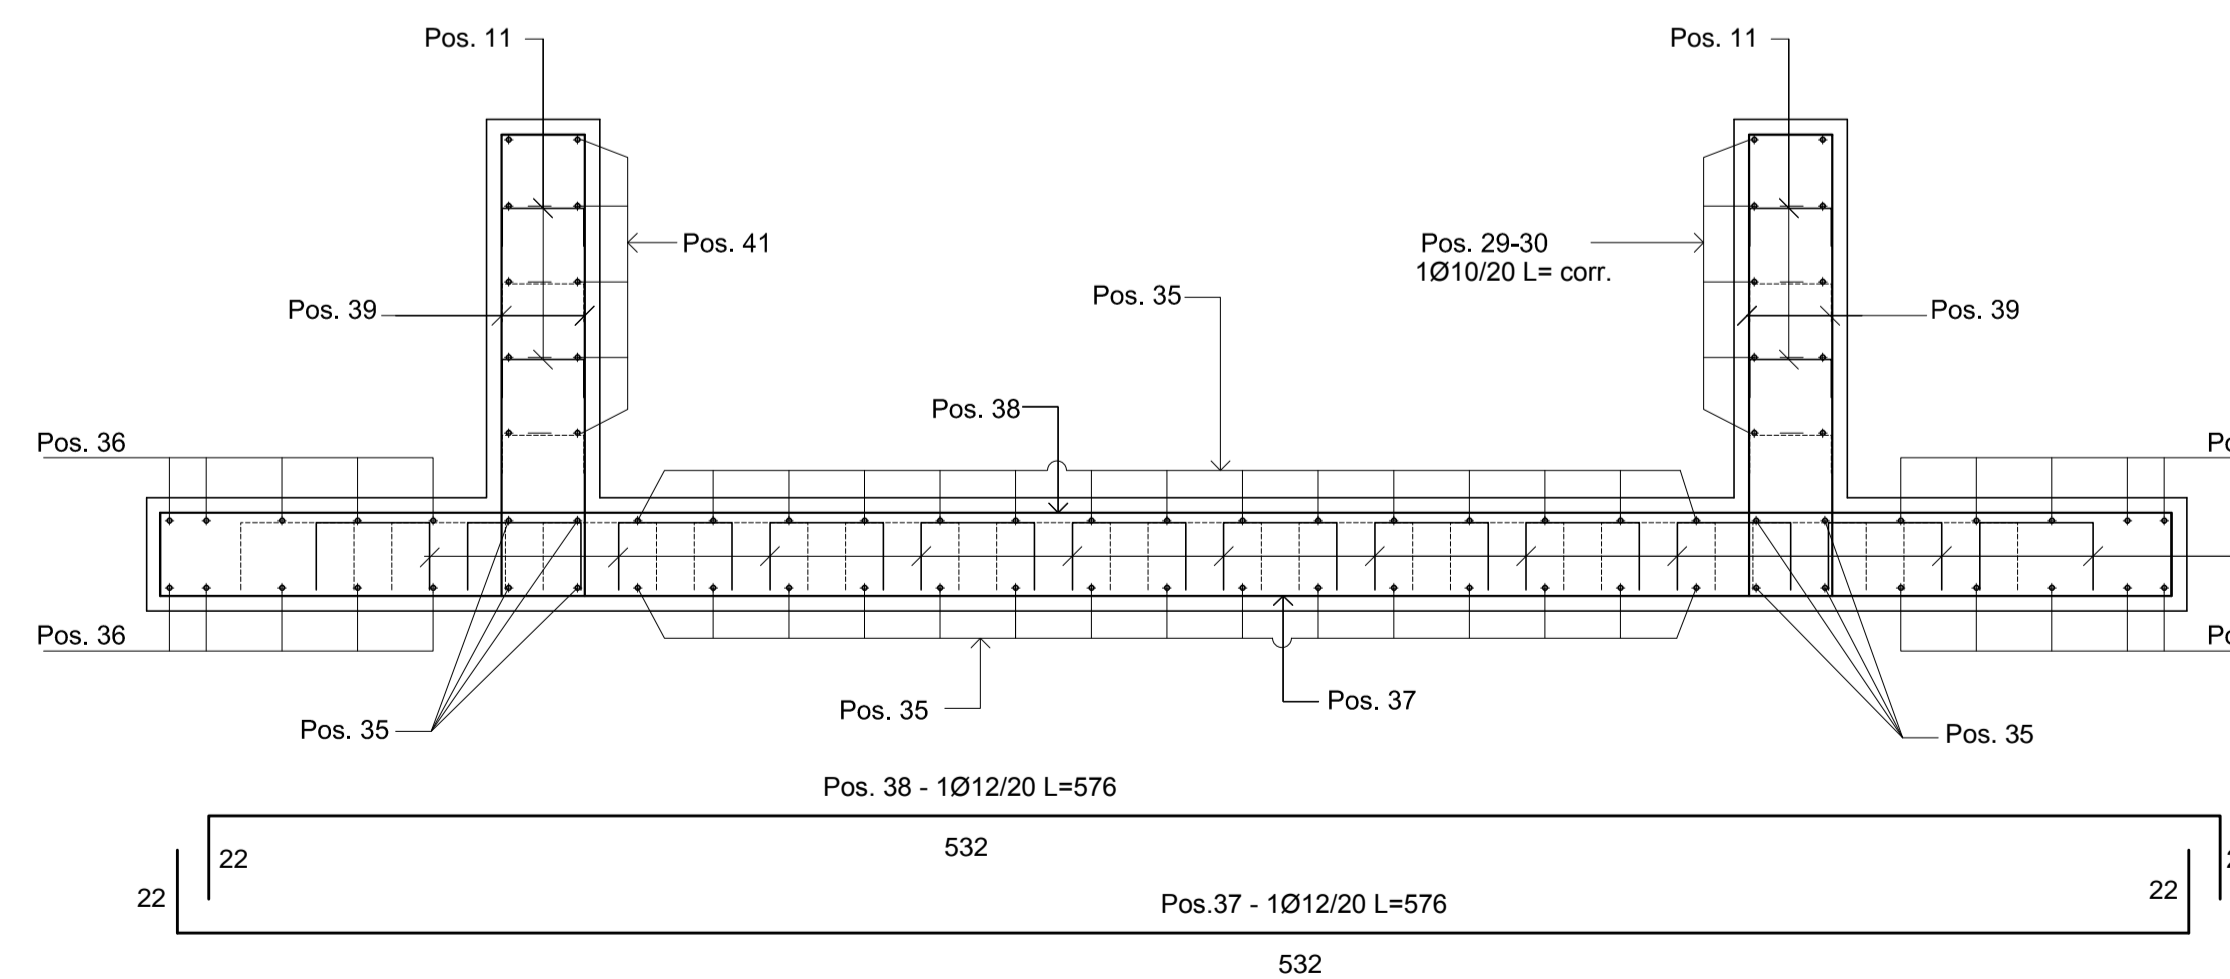 Pos. 11
Pos. 11
Pos. 41
Pos. 29-30
1Ø10/20 L= corr.
Pos. 39
Pos. 35
Pos. 39
Pos. 38
Pos. 36
Pos. 36
Pos. 35
Pos. 35
Pos. 37
Pos. 35
Pos. 38 - 1Ø12/20 L=576
532
22
22
Pos.37 - 1Ø12/20 L=576
22
532